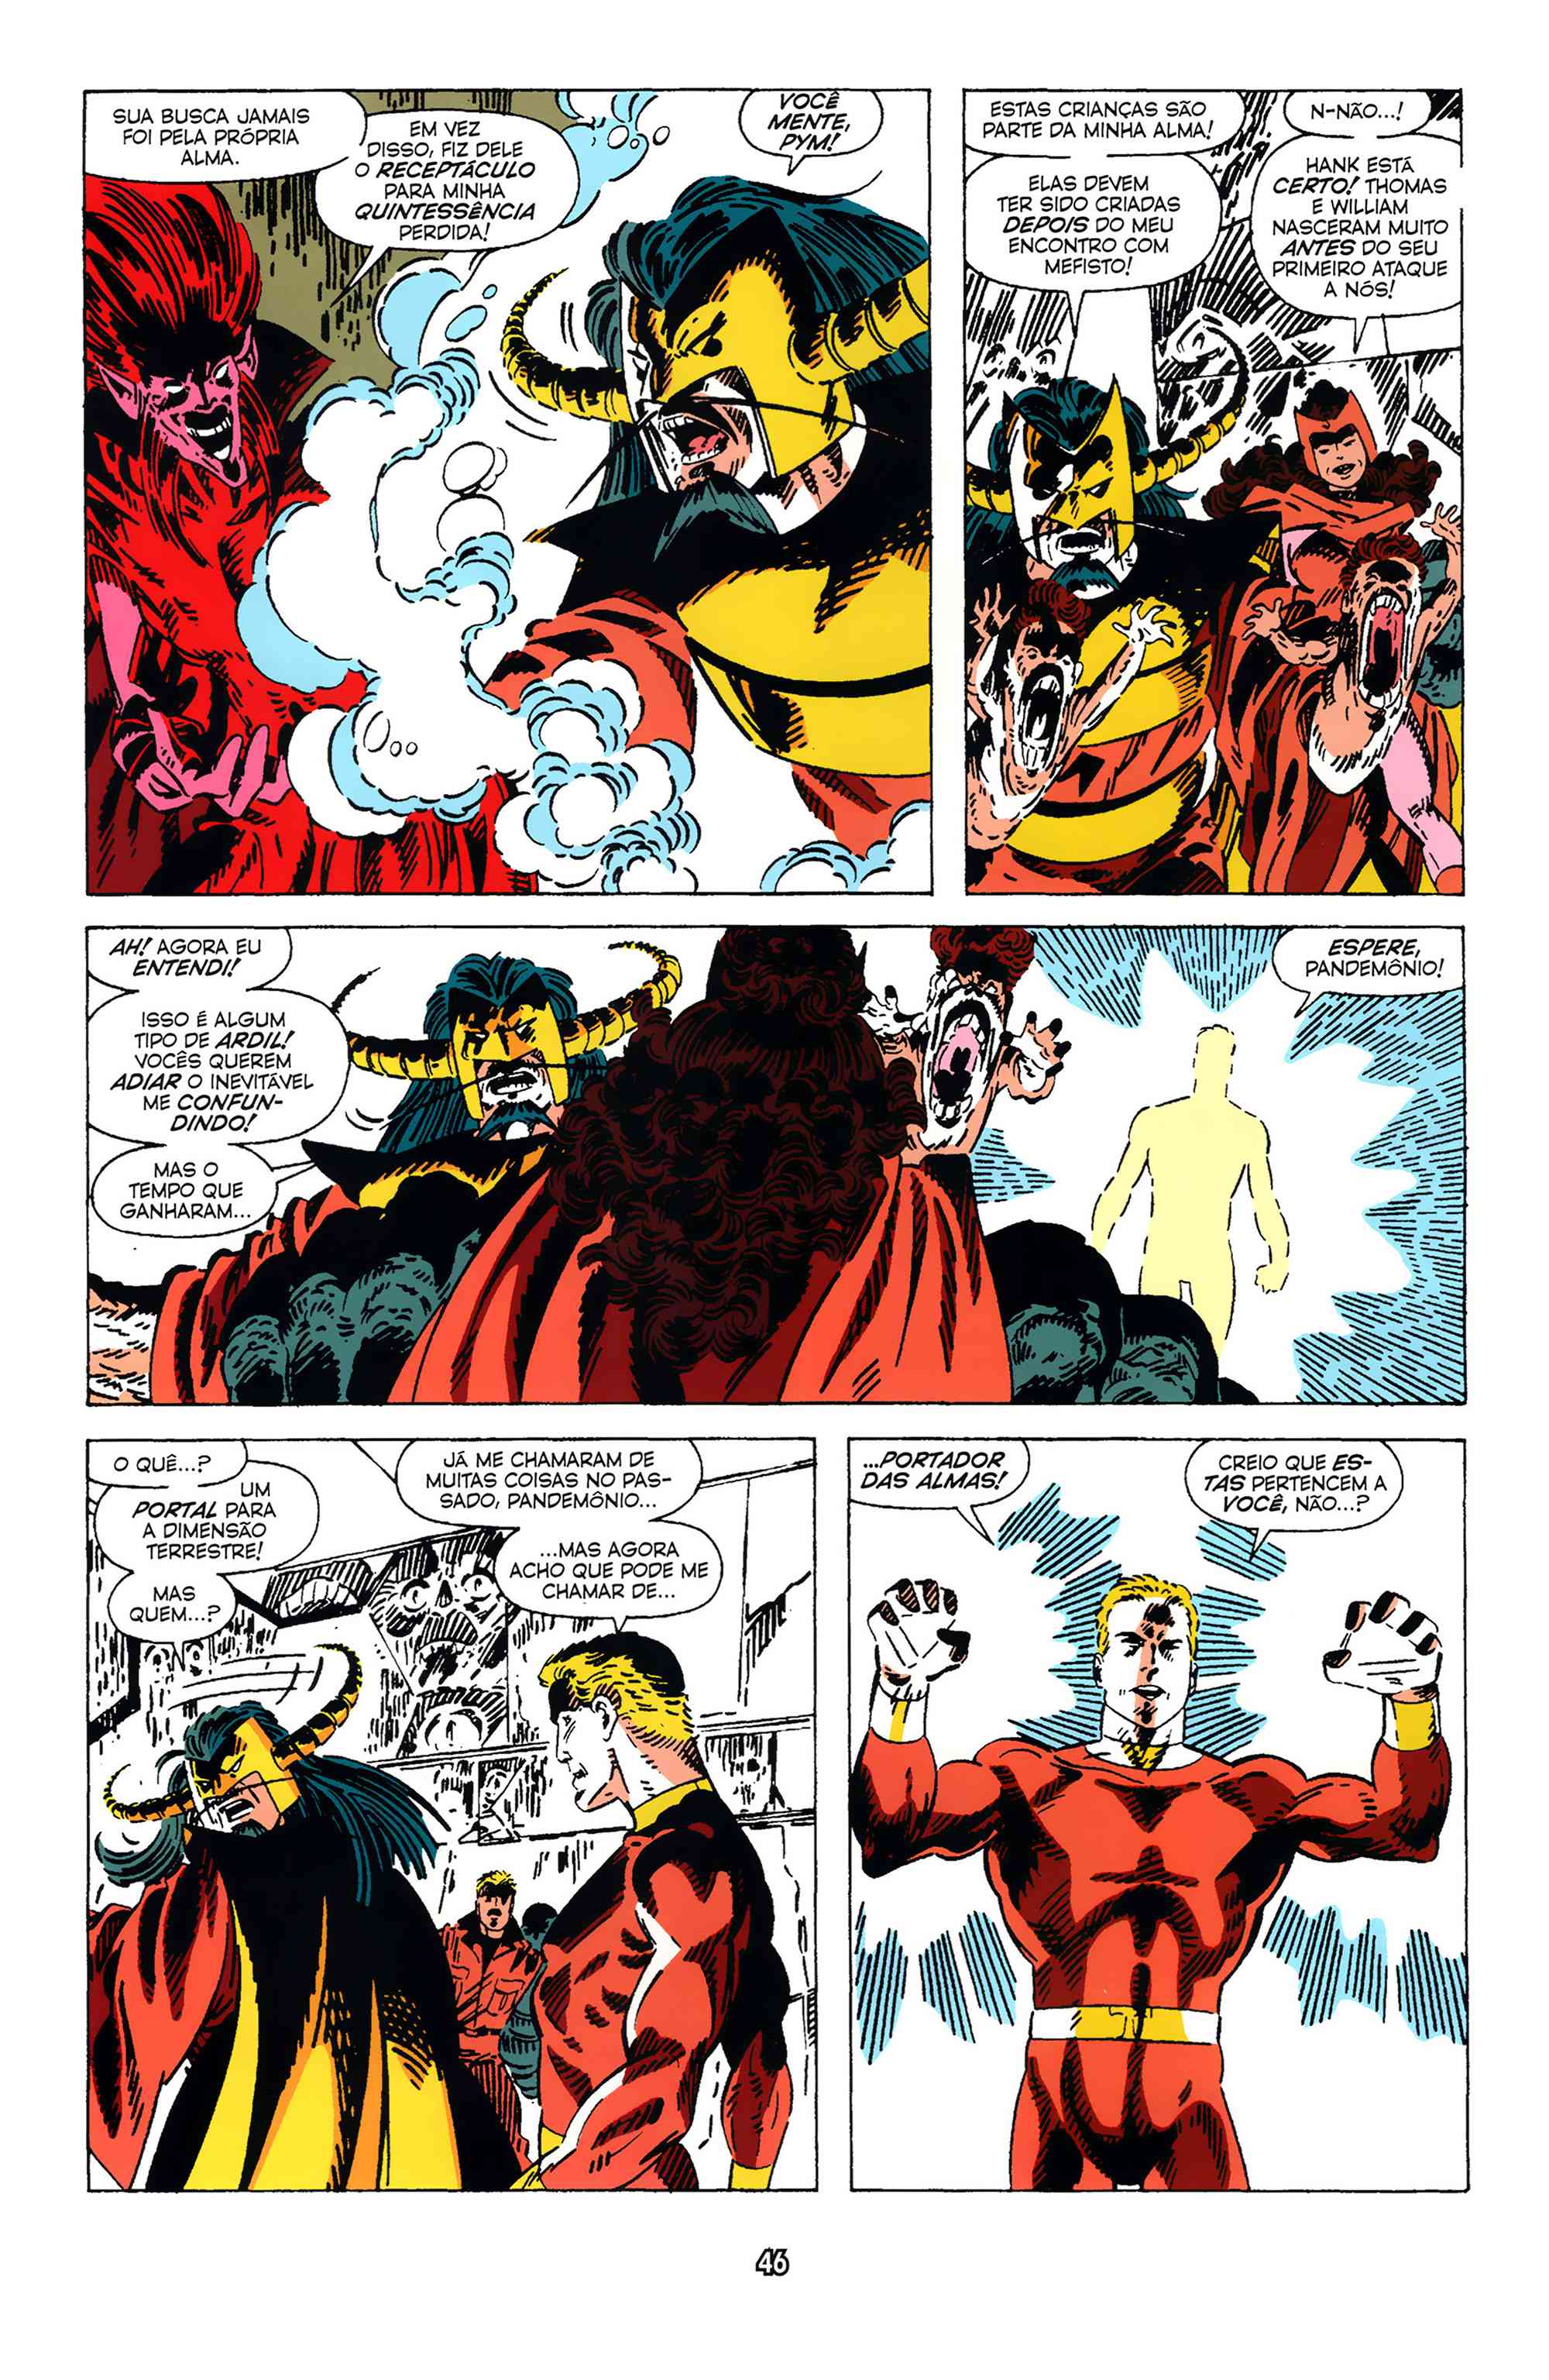 SUA BUSCA JAMAIS
FOI PELA PRÓPRIA
ALMA.
EM VEZ
DISSO, FIZ DELE
O RECEPTÁCULO
PARA MINHA
QUINTESSÊNCIA
PERDIDA!
VOCÊ
MENTE,
PYM!
ESTAS CRIANÇAS SÃO
PARTE DA MINHA ALMA!
ELAS DEVEM
TER SIDO CRIADAS
DEPOIS DO MEU
ENCONTRO COM
MEFISTO!
N-NÃO...!
HANK ESTÁ
CERTO! THOMAS
E WILLIAM
NASCERAM MUITO
ANTES DO SEU
PRIMEIRO ATAQUE
A NÓS!
AH! AGORA EU
ENTENDI!
ISSO É ALGUM
TIPO DE ARDIL!
VOCÊS QUEREM
ADIAR O INEVITÁVEL
ME CONFUN-
DINDO!
MAS O
TEMPO QUE
GANHARAM...
ESPERE,
PANDEMÔNIO!
O QUÊ...?
UM
PORTAL PARA
A DIMENSÃO
TERRESTRE!
MAS
QUEM...?
JÁ ME CHAMARAM DE
MUITAS COISAS NO PAS-
SADO, PANDEMÔNIO...
...MAS AGORA
ACHO QUE PODE ME
CHAMAR DE...
...PORTADOR
DAS ALMAS!
CREIO QUE ES-
TAS PERTENCEM A
VOCÊ, NÃO...?
46